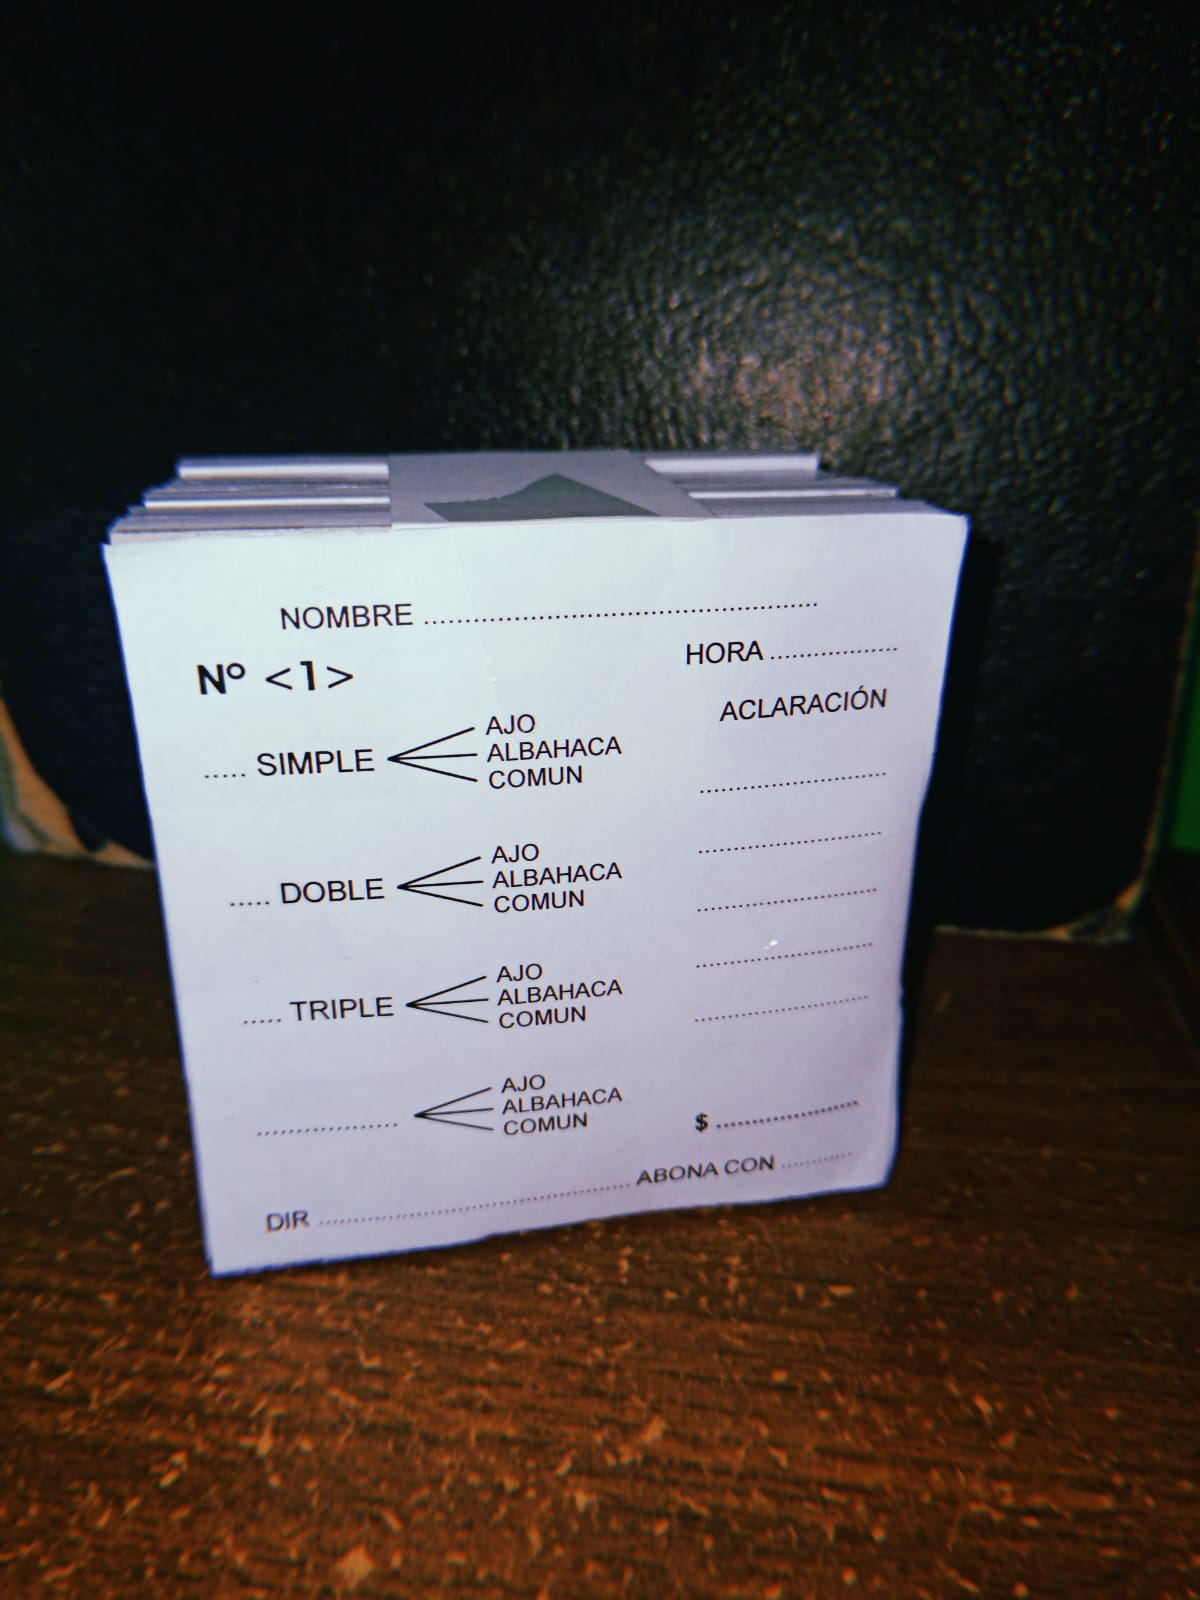 NOMBRE ................................................
Nº <1>
HORA ..................
ACLARACIÓN
..... SIMPLE
AJO
ALBAHACA
COMUN
..... DOBLE
AJO
ALBAHACA
COMUN
..... TRIPLE
AJO
ALBAHACA
COMUN
..................
AJO
ALBAHACA
COMUN
.........................
.........................
.........................
.........................
.........................
$ .....................
DIR ............................................. ABONA CON ..........